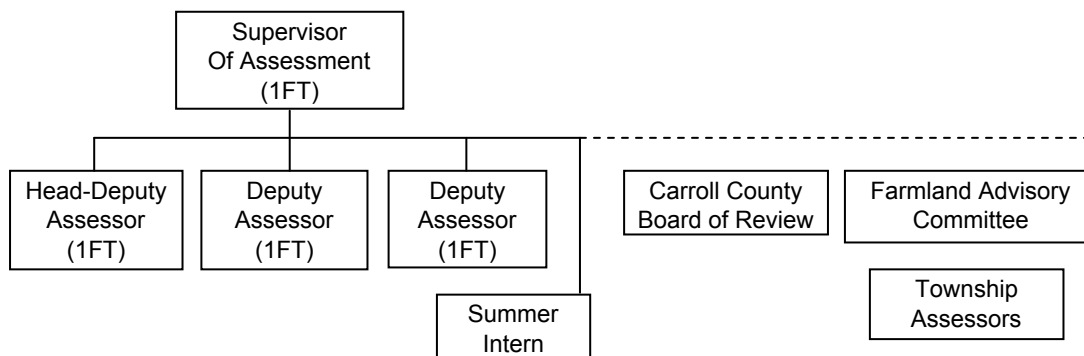 Supervisor
Of Assessment
(1FT)
Head-Deputy
Assessor
(1FT)
Deputy
Assessor
(1FT)
Deputy
Assessor
(1FT)
Carroll County
Board of Review
Farmland Advisory
Committee
Township
Assessors
Summer
Intern